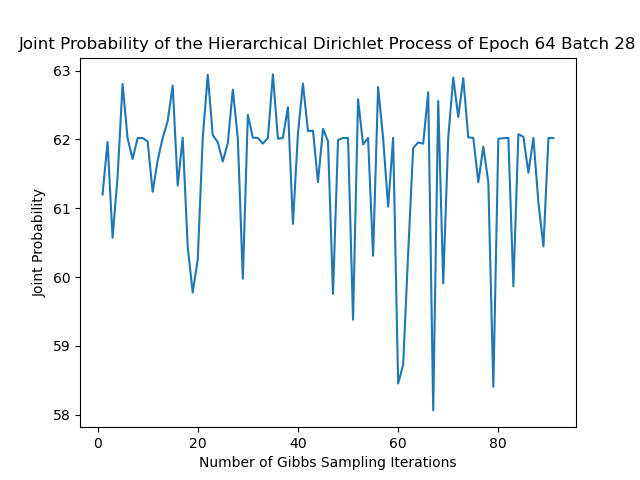 Joint Probability of the Hierarchical Dirichlet Process of Epoch 64 Batch 28
63
62
61
60
59
58
Joint Probability
0 20 40 60 80
Number of Gibbs Sampling Iterations